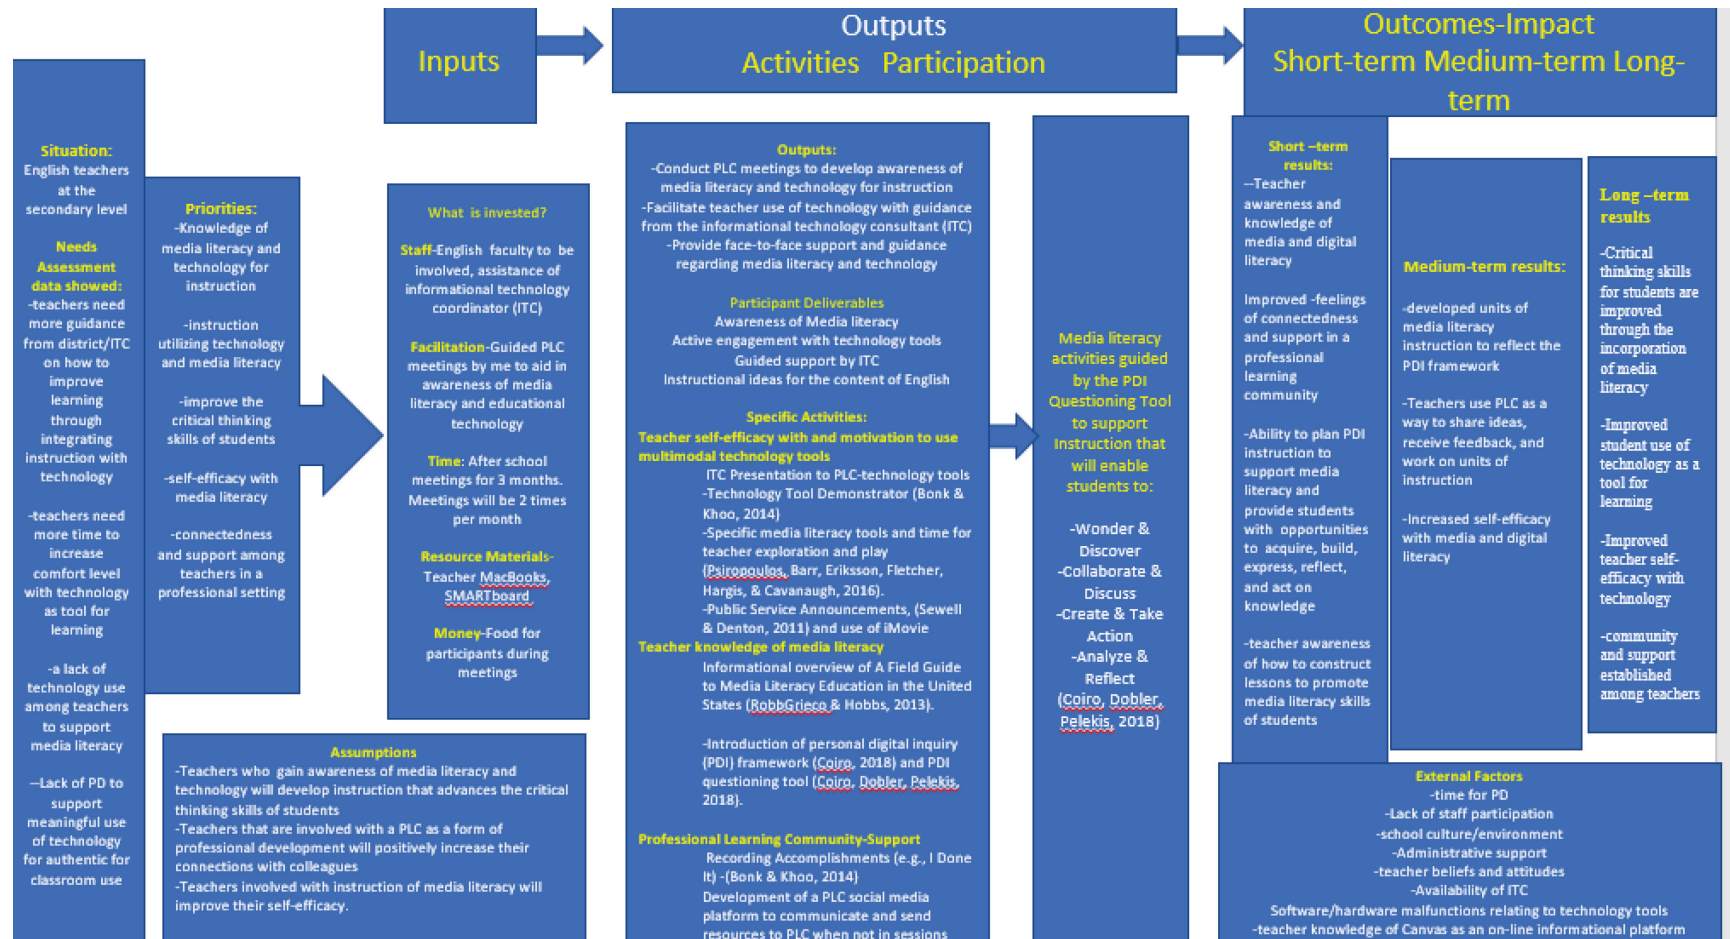 Inputs
Outputs
Activities   Participation
Outcomes-Impact
Short-term Medium-term Long-
term
Situation:
English teachers
at the
secondary level
Needs
Assessment
data showed:
-teachers need
more guidance
from district/ITC
on how to
improve
learning
through
integrating
instruction with
technology
-teachers need
more time to
increase
comfort level
with technology
as tool for
learning
-a lack of
technology use
among teachers
to support
media literacy
--Lack of PD to
support
meaningful use
of technology
for authentic for
classroom use
Priorities:
-Knowledge of
media literacy and
technology for
instruction
-instruction
utilizing technology
and media literacy
-improve the
critical thinking
skills of students
-self-efficacy with
media literacy
-connectedness
and support among
teachers in a
professional setting
What is invested?
Staff-English faculty to be
involved, assistance of
informational technology
coordinator (ITC)
Facilitation-Guided PLC
meetings by me to aid in
awareness of media
literacy and educational
technology
Time: After school
meetings for 3 months.
Meetings will be 2 times
per month
Resource Materials-
Teacher MacBooks,
SMARTboard
Money-Food for
participants during
meetings
Assumptions
-Teachers who gain awareness of media literacy and
technology will develop instruction that advances the critical
thinking skills of students
-Teachers that are involved with a PLC as a form of
professional development will positively increase their
connections with colleagues
-Teachers involved with instruction of media literacy will
improve their self-efficacy.
Outputs:
-Conduct PLC meetings to develop awareness of
media literacy and technology for instruction
-Facilitate teacher use of technology with guidance
from the informational technology consultant (ITC)
-Provide face-to-face support and guidance
regarding media literacy and technology
Participant Deliverables
Awareness of Media literacy
Active engagement with technology tools
Guided support by ITC
Instructional ideas for the content of English
Specific Activities:
Teacher self-efficacy with and motivation to use
multimodal technology tools
ITC Presentation to PLC-technology tools
-Technology Tool Demonstrator (Bonk &
Khoo, 2014)
-Specific media literacy tools and time for
teacher exploration and play
(Psiropoulos, Barr, Eriksson, Fletcher,
Hargis, & Cavanaugh, 2016).
-Public Service Announcements, (Sewell
& Denton, 2011) and use of iMovie
Teacher knowledge of media literacy
Informational overview of A Field Guide
to Media Literacy Education in the United
States (RobbGrieco & Hobbs, 2013).
-Introduction of personal digital inquiry
(PDI) framework (Coiro, 2018) and PDI
questioning tool (Coiro, Dobler, Pelekis,
2018).
Professional Learning Community-Support
Recording Accomplishments (e.g., I Done
It) -(Bonk & Khoo, 2014)
Development of a PLC social media
platform to communicate and send
resources to PLC when not in sessions
Media literacy
activities guided
by the PDI
Questioning Tool
to support
Instruction that
will enable
students to:
-Wonder &
Discover
-Collaborate &
Discuss
-Create & Take
Action
-Analyze &
Reflect
(Coiro, Dobler,
Pelekis, 2018)
Short –term
results:
--Teacher
awareness and
knowledge of
media and digital
literacy
Improved -feelings
of connectedness
and support in a
professional
learning
community
-Ability to plan PDI
instruction to
support media
literacy and
provide students
with opportunities
to acquire, build,
express, reflect,
and act on
knowledge
-teacher awareness
of how to construct
lessons to promote
media literacy skills
of students
Medium-term results:
-developed units of
media literacy
instruction to reflect the
PDI framework
-Teachers use PLC as a
way to share ideas,
receive feedback, and
work on units of
instruction
-Increased self-efficacy
with media and digital
literacy
Long –term
results
-Critical
thinking skills
for students are
improved
through the
incorporation
of media
literacy
-Improved
student use of
technology as a
tool for
learning
-Improved
teacher self-
efficacy with
technology
-community
and support
established
among teachers
External Factors
-time for PD
-Lack of staff participation
-school culture/environment
-Administrative support
-teacher beliefs and attitudes
-Availability of ITC
Software/hardware malfunctions relating to technology tools
-teacher knowledge of Canvas as an on-line informational platform